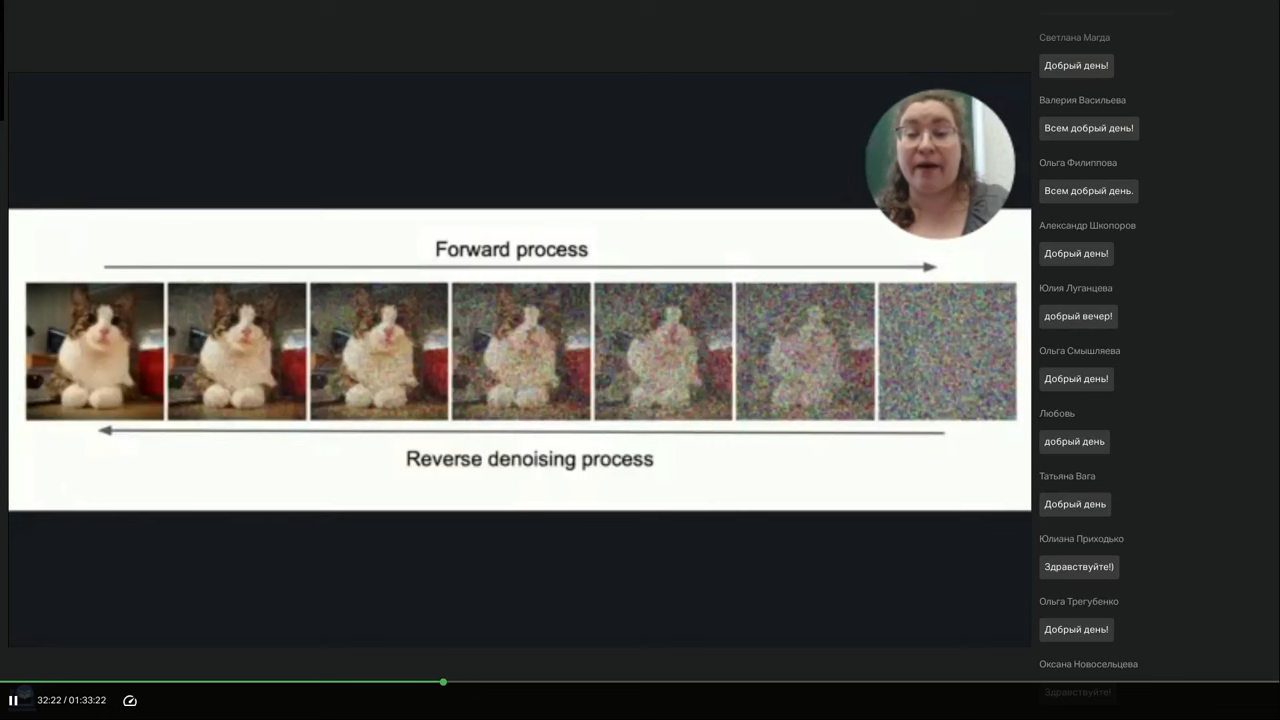 Forward process
Reverse denoising process
Светлана Магда
Добрый день!
Валерия Васильева
Всем добрый день!
Ольга Филиппова
Всем добрый день.
Александр Шкопоров
Добрый день!
Юлия Луганцева
добрый вечер!
Ольга Смышляева
Добрый день!
Любовь
добрый день
Татьяна Вага
Добрый день
Юлиана Приходько
Здравствуйте!)
Ольга Трегубенко
Добрый день!
Оксана Новосельцева
Здравствуйте!
32:22 / 01:33:22